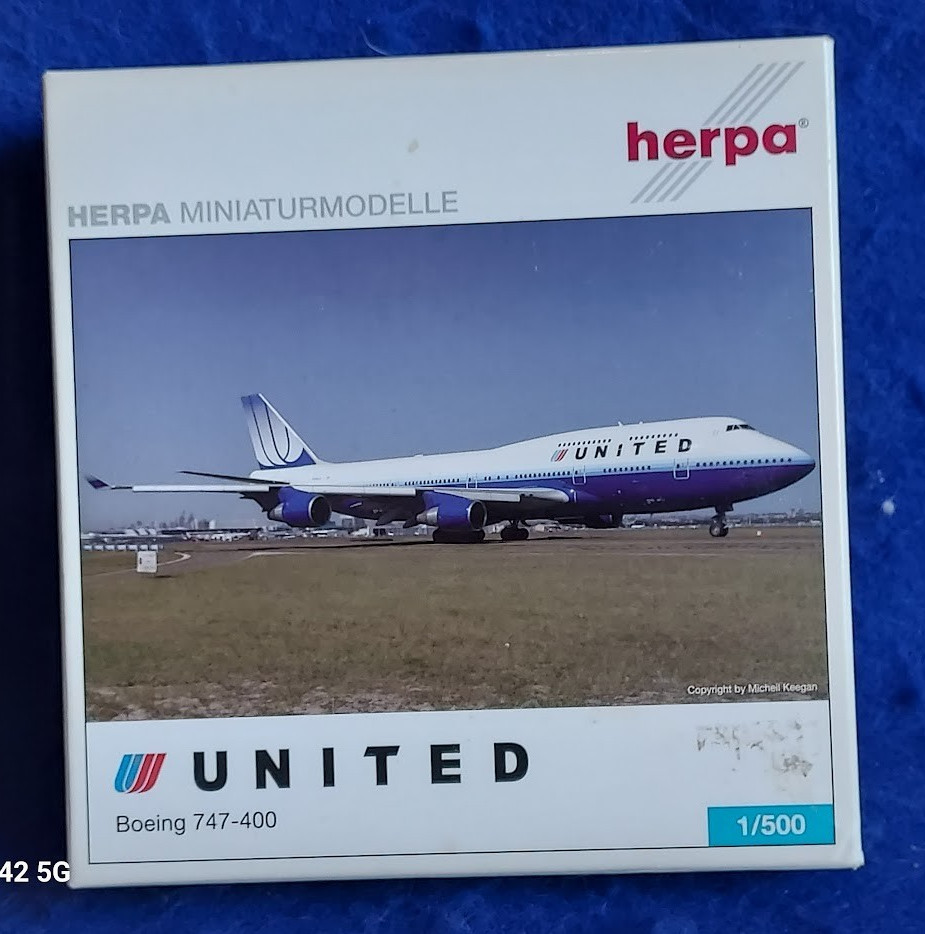 herpa®
HERPA MINIATURMODELLE
UNITED
Copyright by Micheil Keegan
UNITED
Boeing 747-400
1/500
42 5G